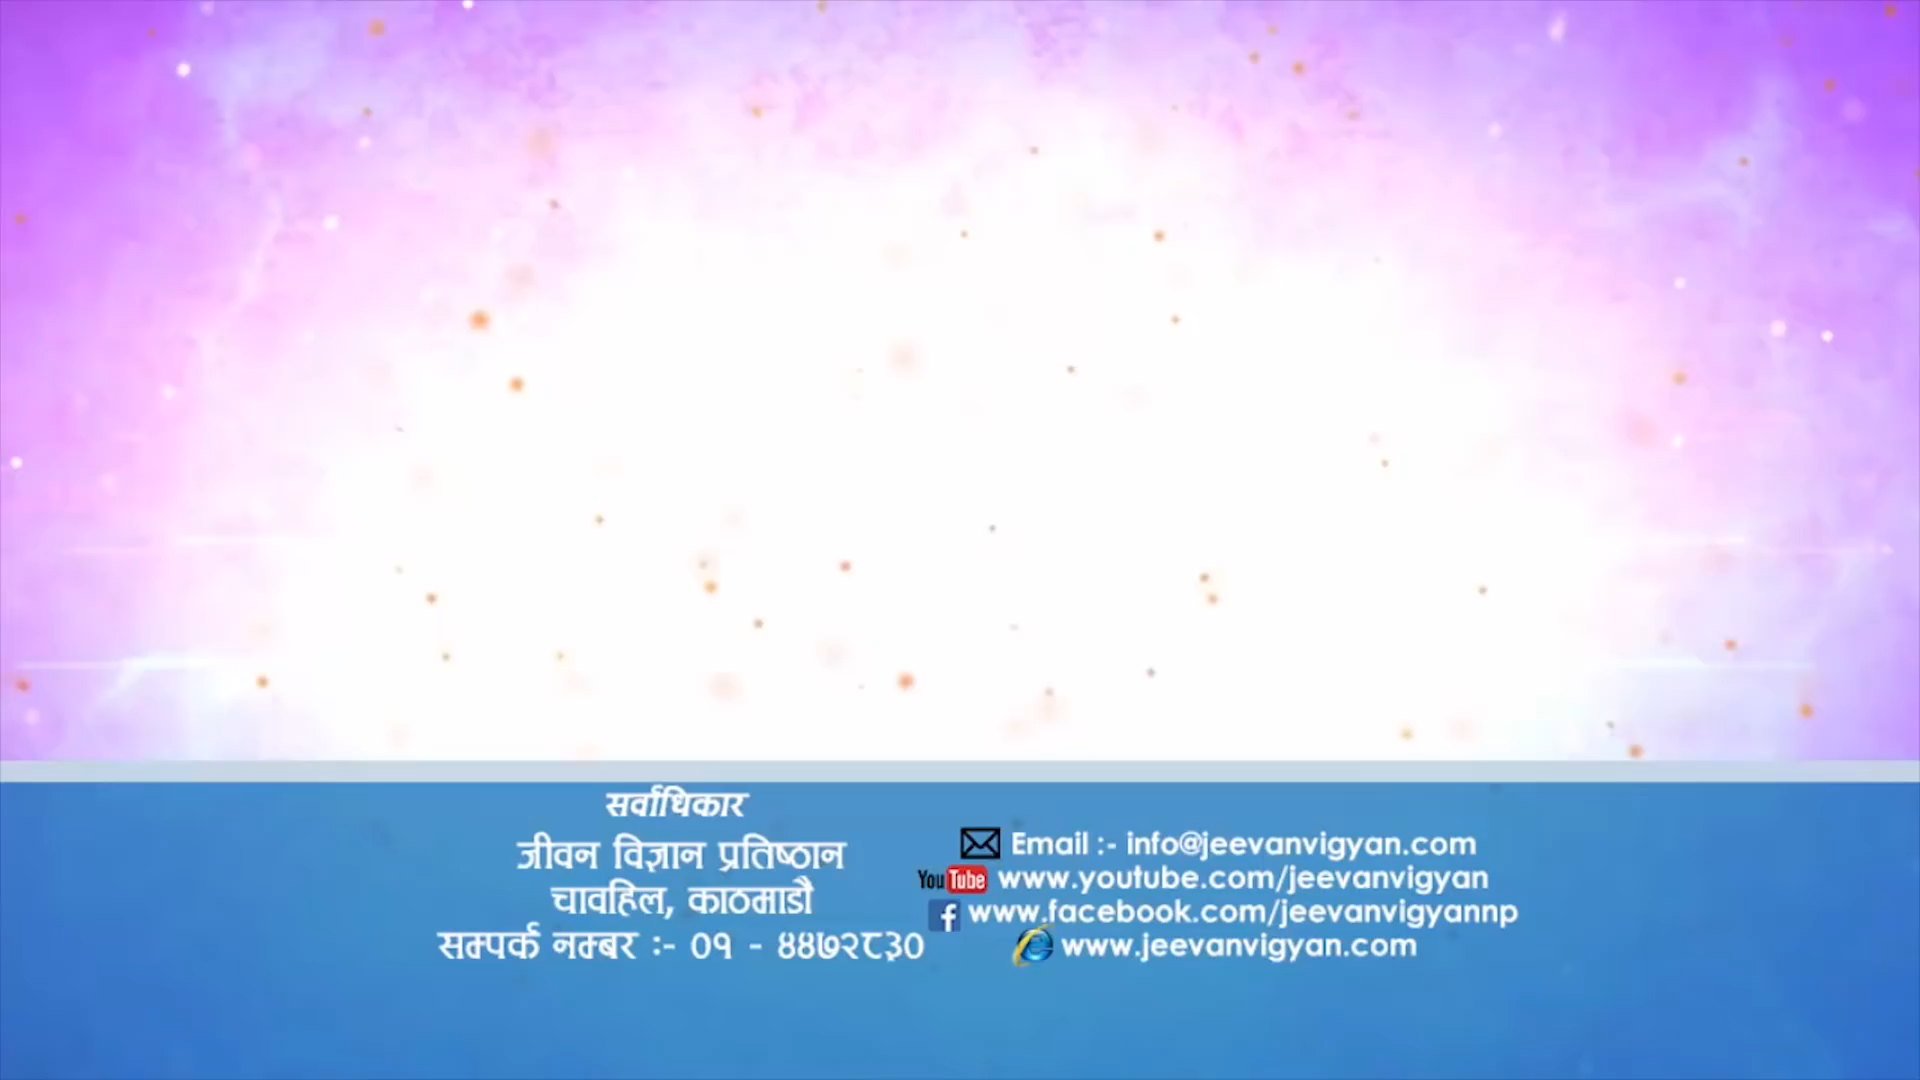 सर्वाधिकार
जीवन विज्ञान प्रतिष्ठान
चावहिल, काठमाडौ
सम्पर्क नम्बर :- ०१ - ४४७२८३०
Email :- info@jeevanvigyan.com
YouTube www.youtube.com/jeevanvigyan
f www.facebook.com/jeevanvigyannp
www.jeevanvigyan.com